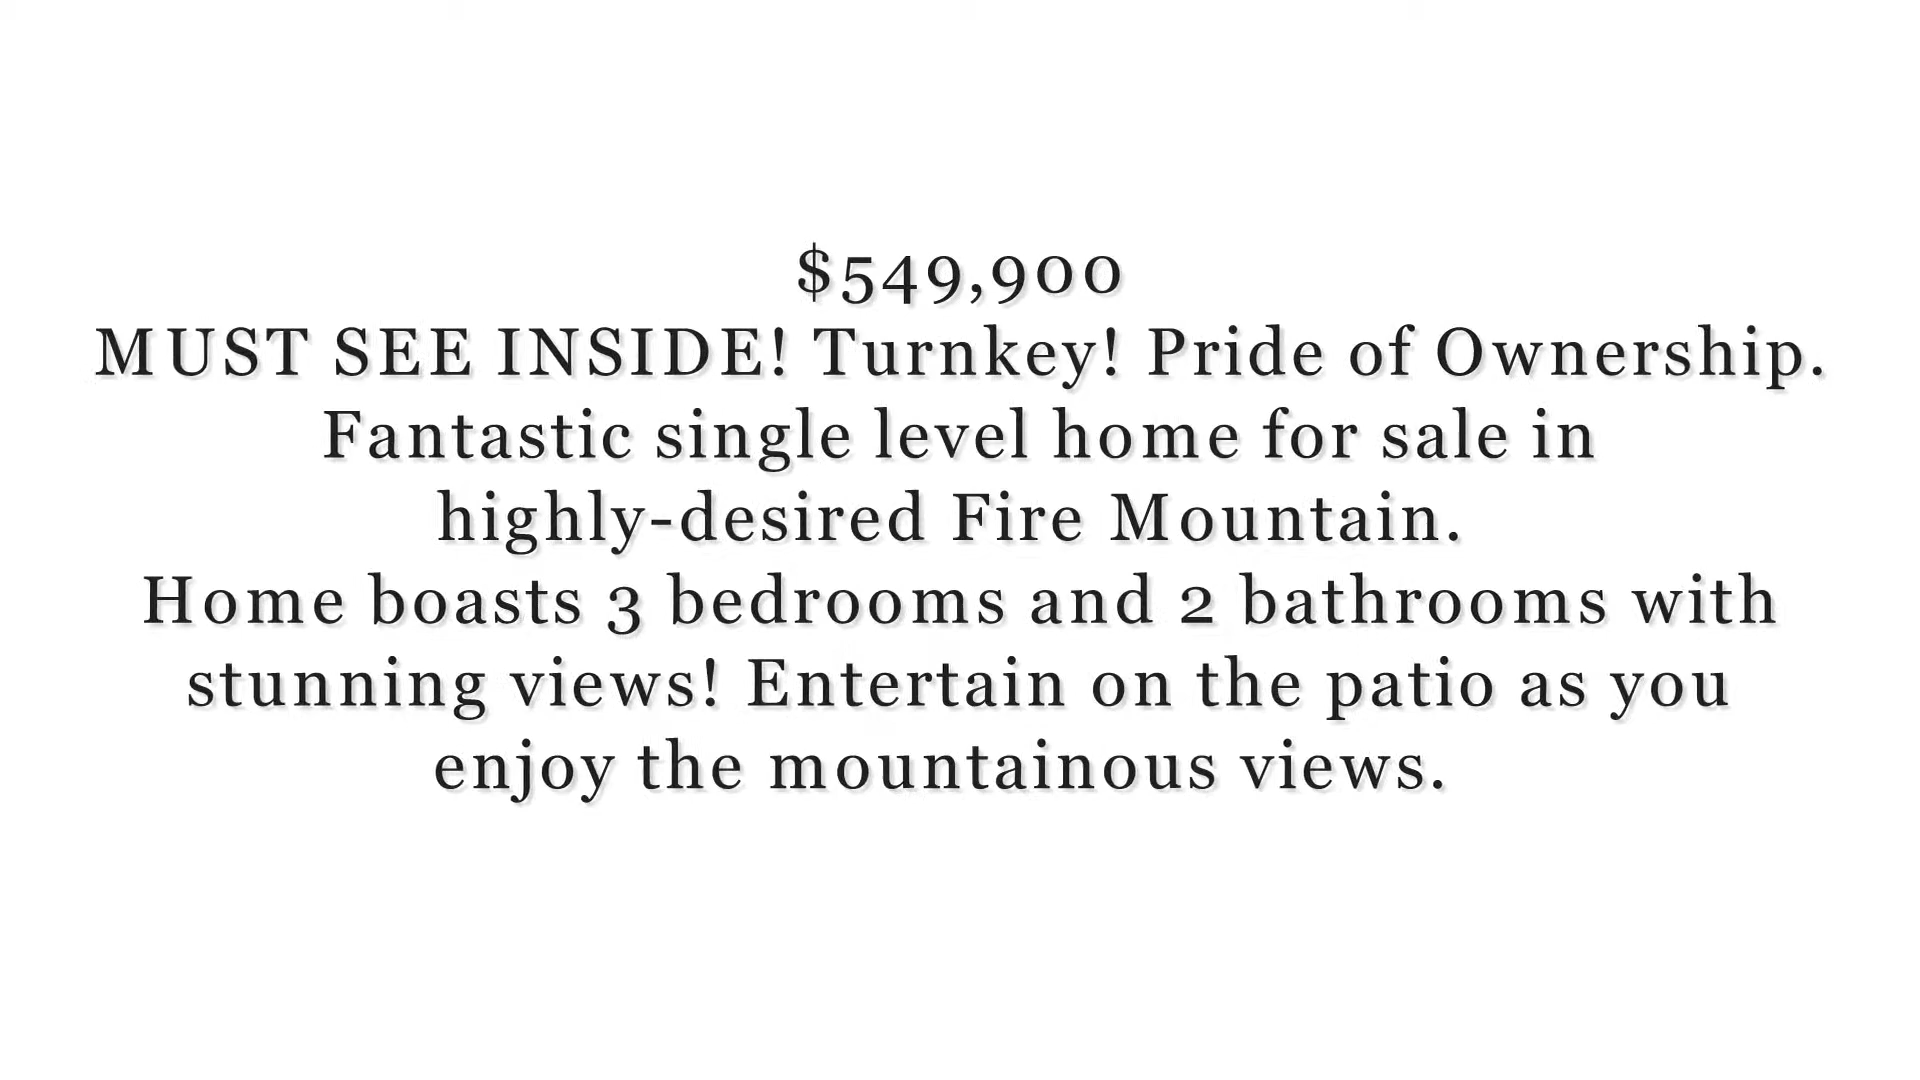 $549,900
MUST SEE INSIDE! Turnkey! Pride of Ownership.
Fantastic single level home for sale in
highly-desired Fire Mountain.
Home boasts 3 bedrooms and 2 bathrooms with
stunning views! Entertain on the patio as you
enjoy the mountainous views.